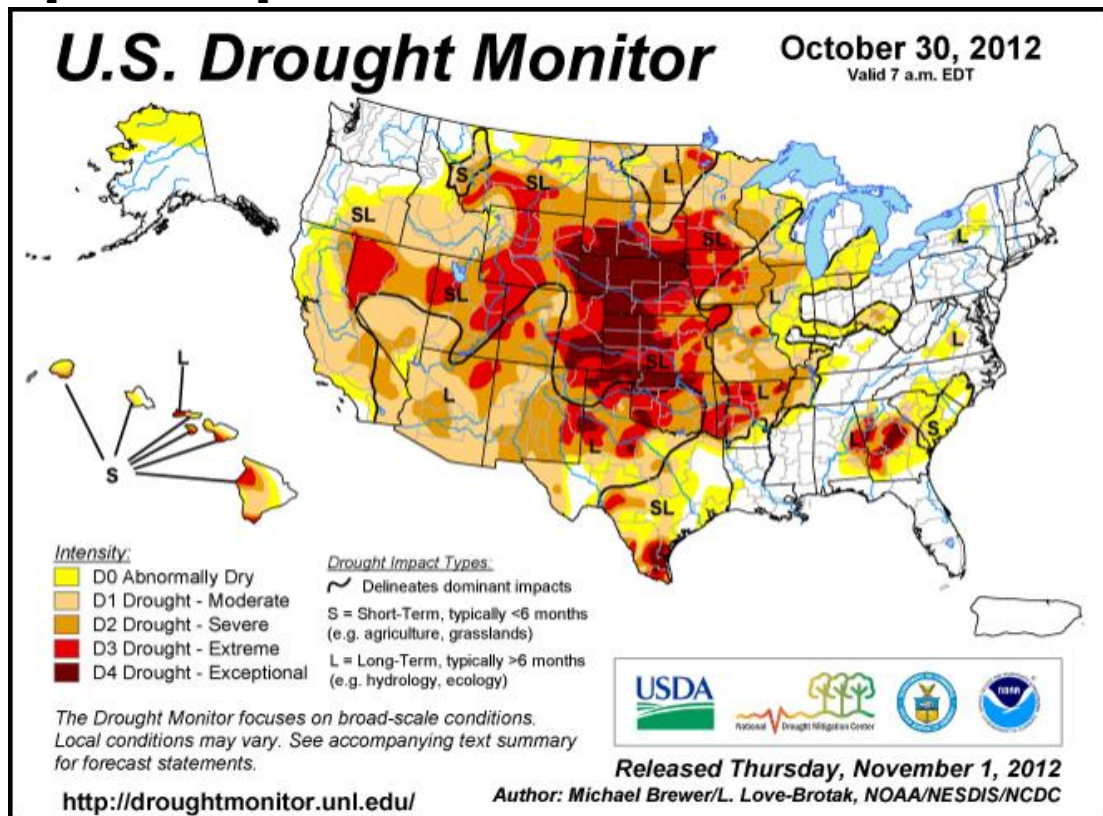 U.S. Drought Monitor
October 30, 2012
Valid 7 a.m. EDT
S
SL
L
SL
SL
SL
L
L
SL
L
L
L
L
L
S
SL
L
S
Intensity:
D0 Abnormally Dry
D1 Drought - Moderate
D2 Drought - Severe
D3 Drought - Extreme
D4 Drought - Exceptional
Drought Impact Types:
Delineates dominant impacts
S = Short-Term, typically <6 months
(e.g. agriculture, grasslands)
L = Long-Term, typically >6 months
(e.g. hydrology, ecology)
USDA
National Drought Mitigation Center
NOAA
The Drought Monitor focuses on broad-scale conditions.
Local conditions may vary. See accompanying text summary
for forecast statements.
http://droughtmonitor.unl.edu/
Released Thursday, November 1, 2012
Author: Michael Brewer/L. Love-Brotak, NOAA/NESDIS/NCDC